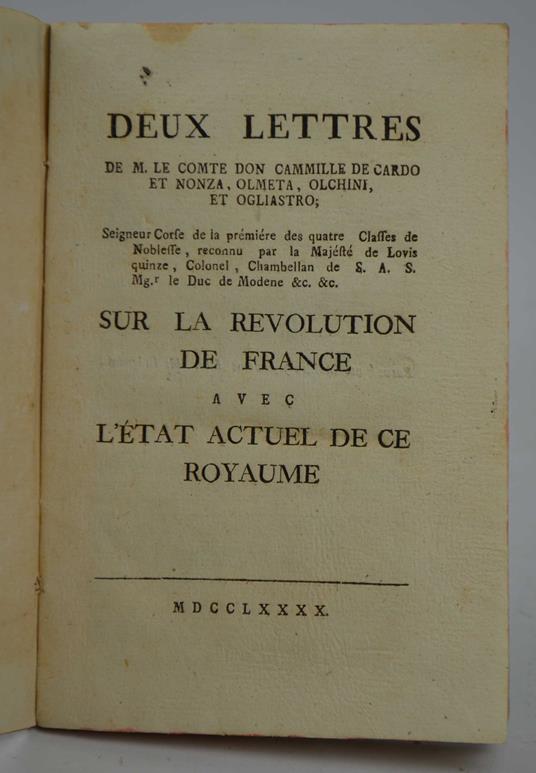 DEUX LETTRES
DE M. LE COMTE DON CAMMILLE DE CARDO
ET NONZA, OLMETA, OLCHINI,
ET OGLIASTRO;
Seigneur Corſe de la prémiére des quatre Claſſes de
Nobleſſe, reconnu par la Majéſté de Lovis
quinze, Colonel, Chambellan de S. A. S.
Mg.r le Duc de Modene &c. &c.
SUR LA REVOLUTION
DE FRANCE
AVEC
L'ÉTAT ACTUEL DE CE
ROYAUME
MDCCLXXXX.